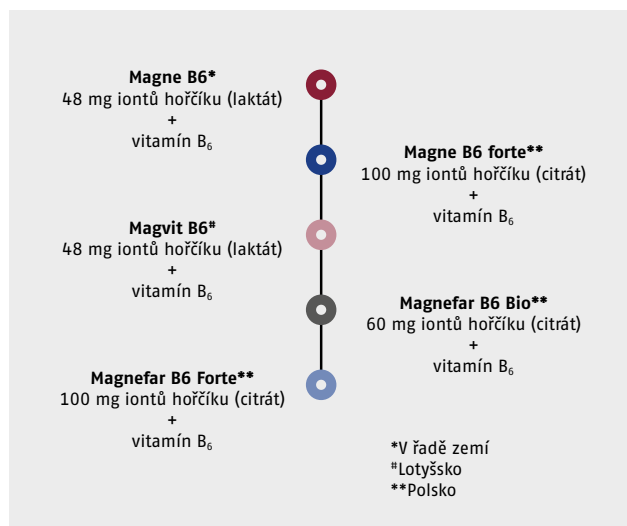 Magne B6*
48 mg iontů hořčíku (laktát)
+
vitamín B₆
Magne B6 forte**
100 mg iontů hořčíku (citrát)
+
vitamín B₆
Magvit B6#
48 mg iontů hořčíku (laktát)
+
vitamín B₆
Magnefar B6 Bio**
60 mg iontů hořčíku (citrát)
+
vitamín B₆
Magnefar B6 Forte**
100 mg iontů hořčíku (citrát)
+
vitamín B₆
*V řadě zemí
#Lotyšsko
**Polsko